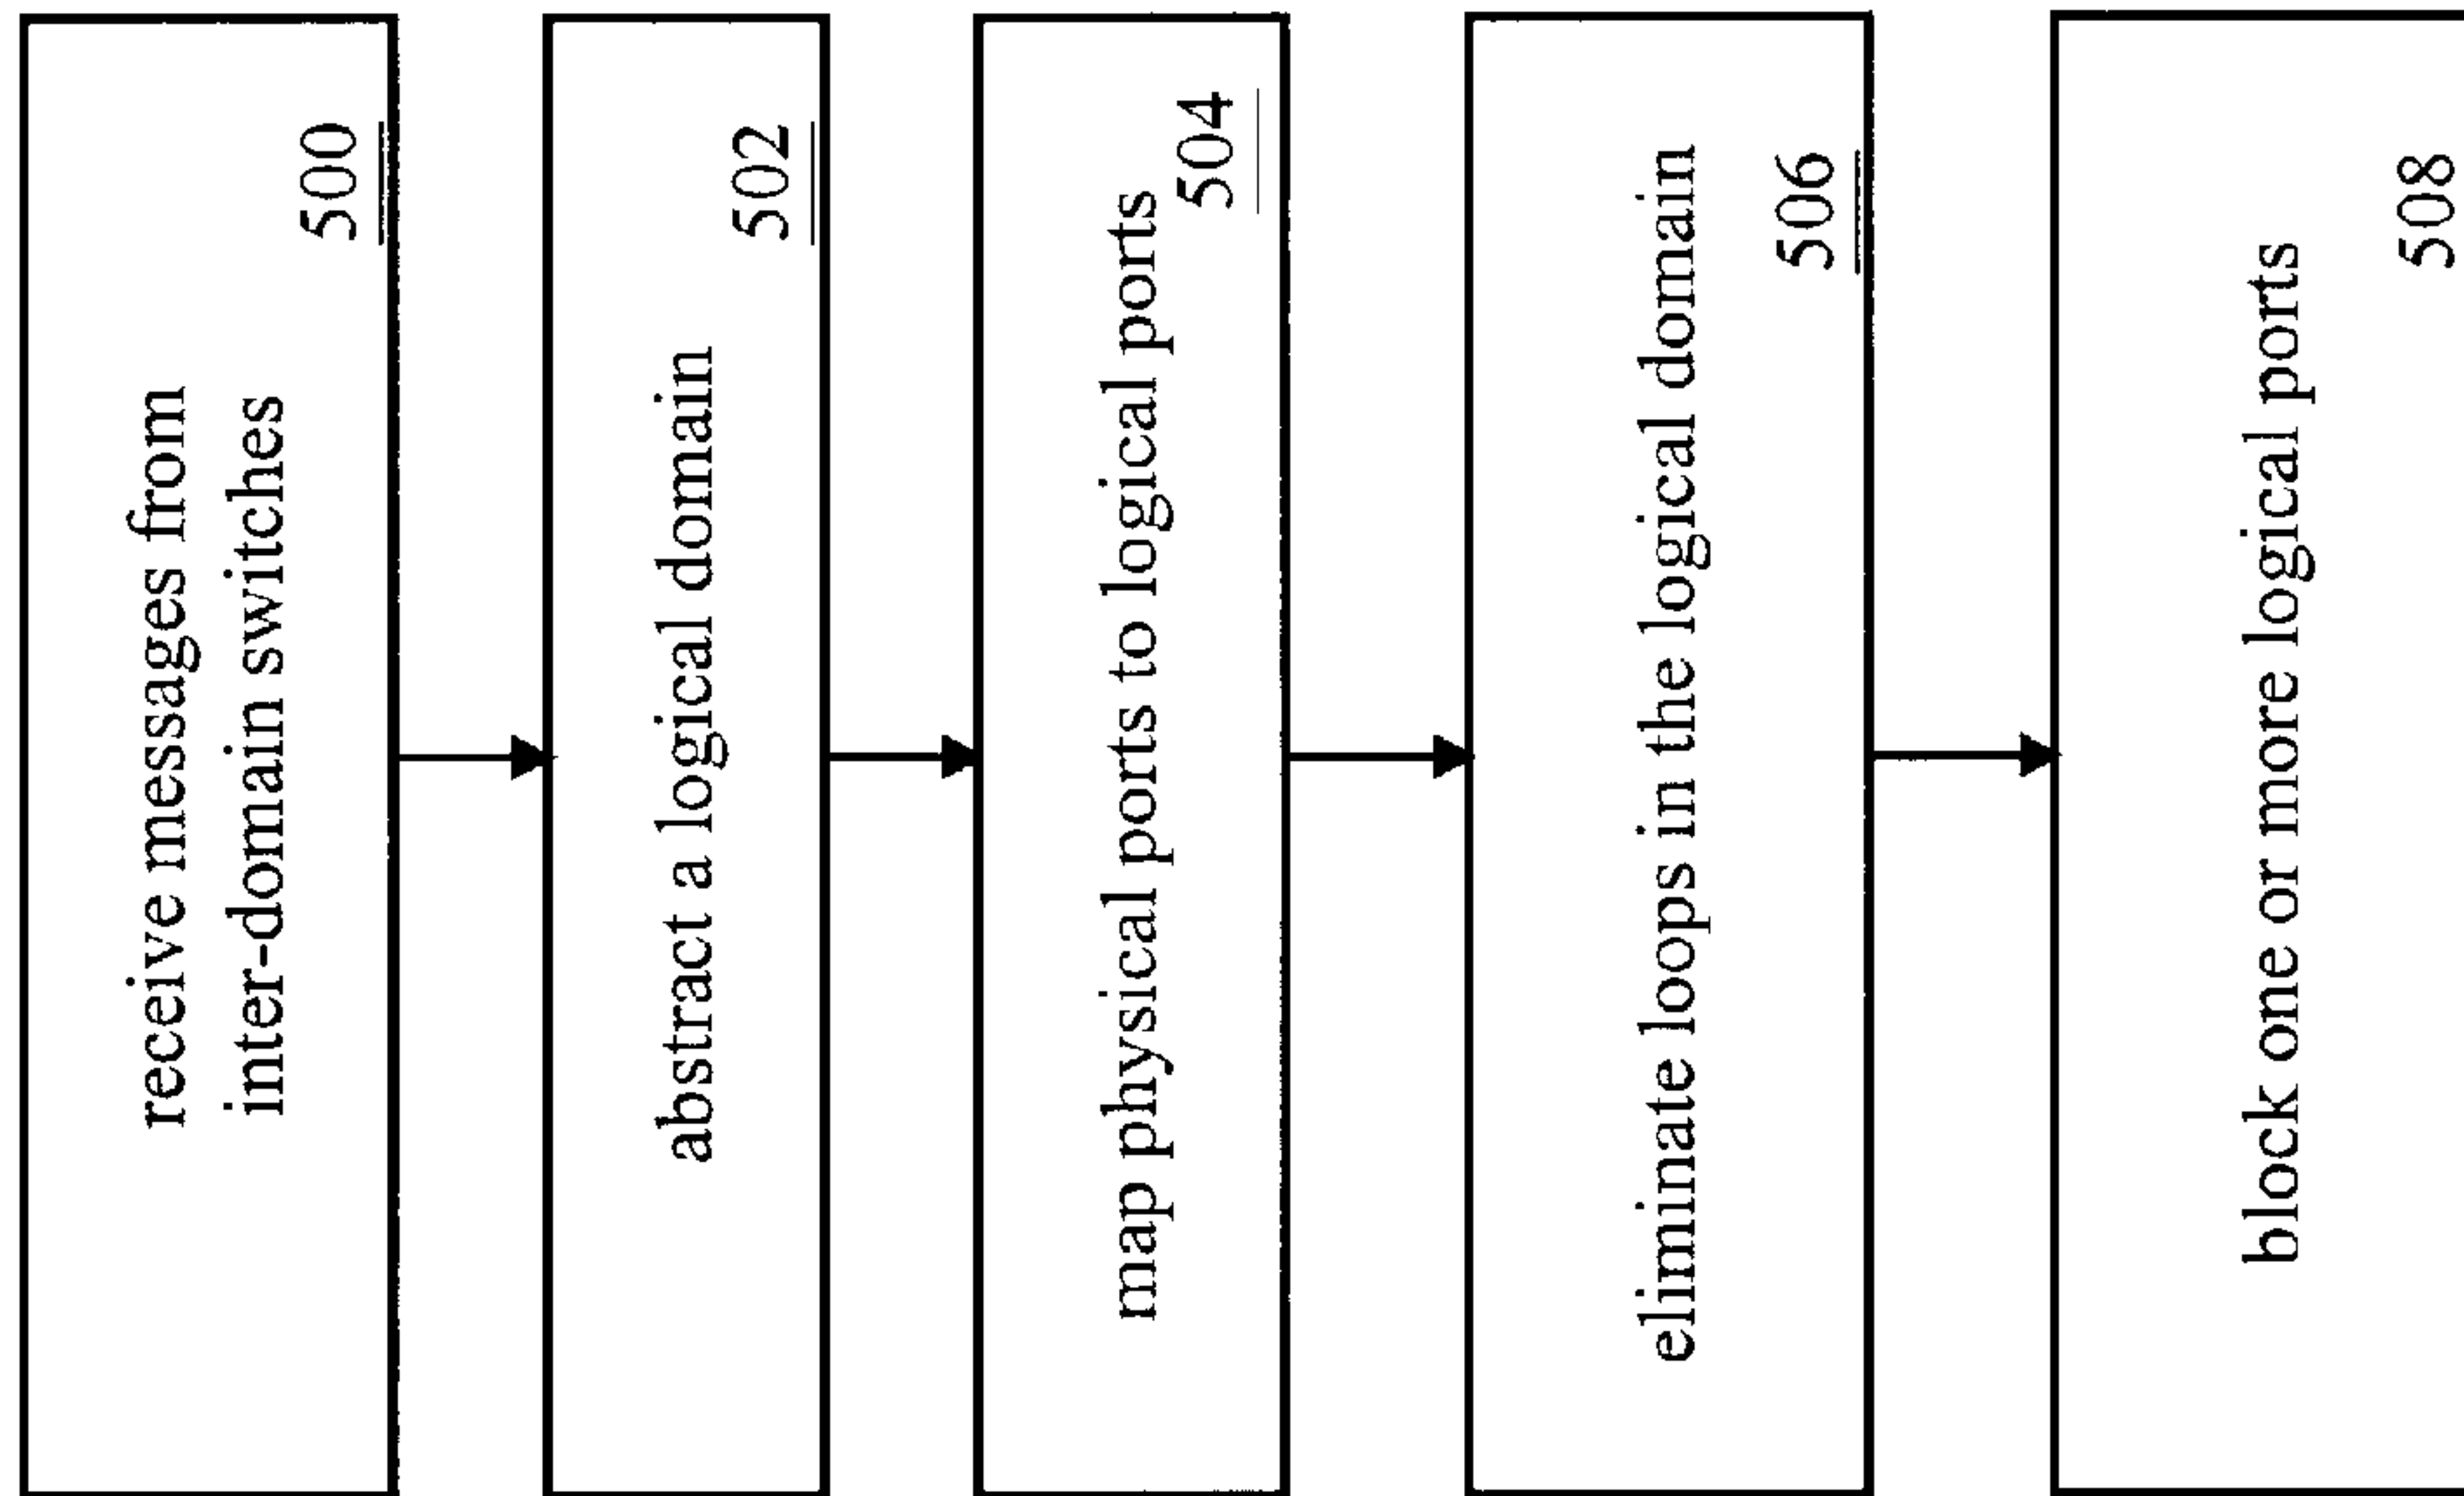 receive messages from
inter-domain switches
500
abstract a logical domain
502
map physical ports to logical ports
504
eliminate loops in the logical domain
506
block one or more logical ports
508